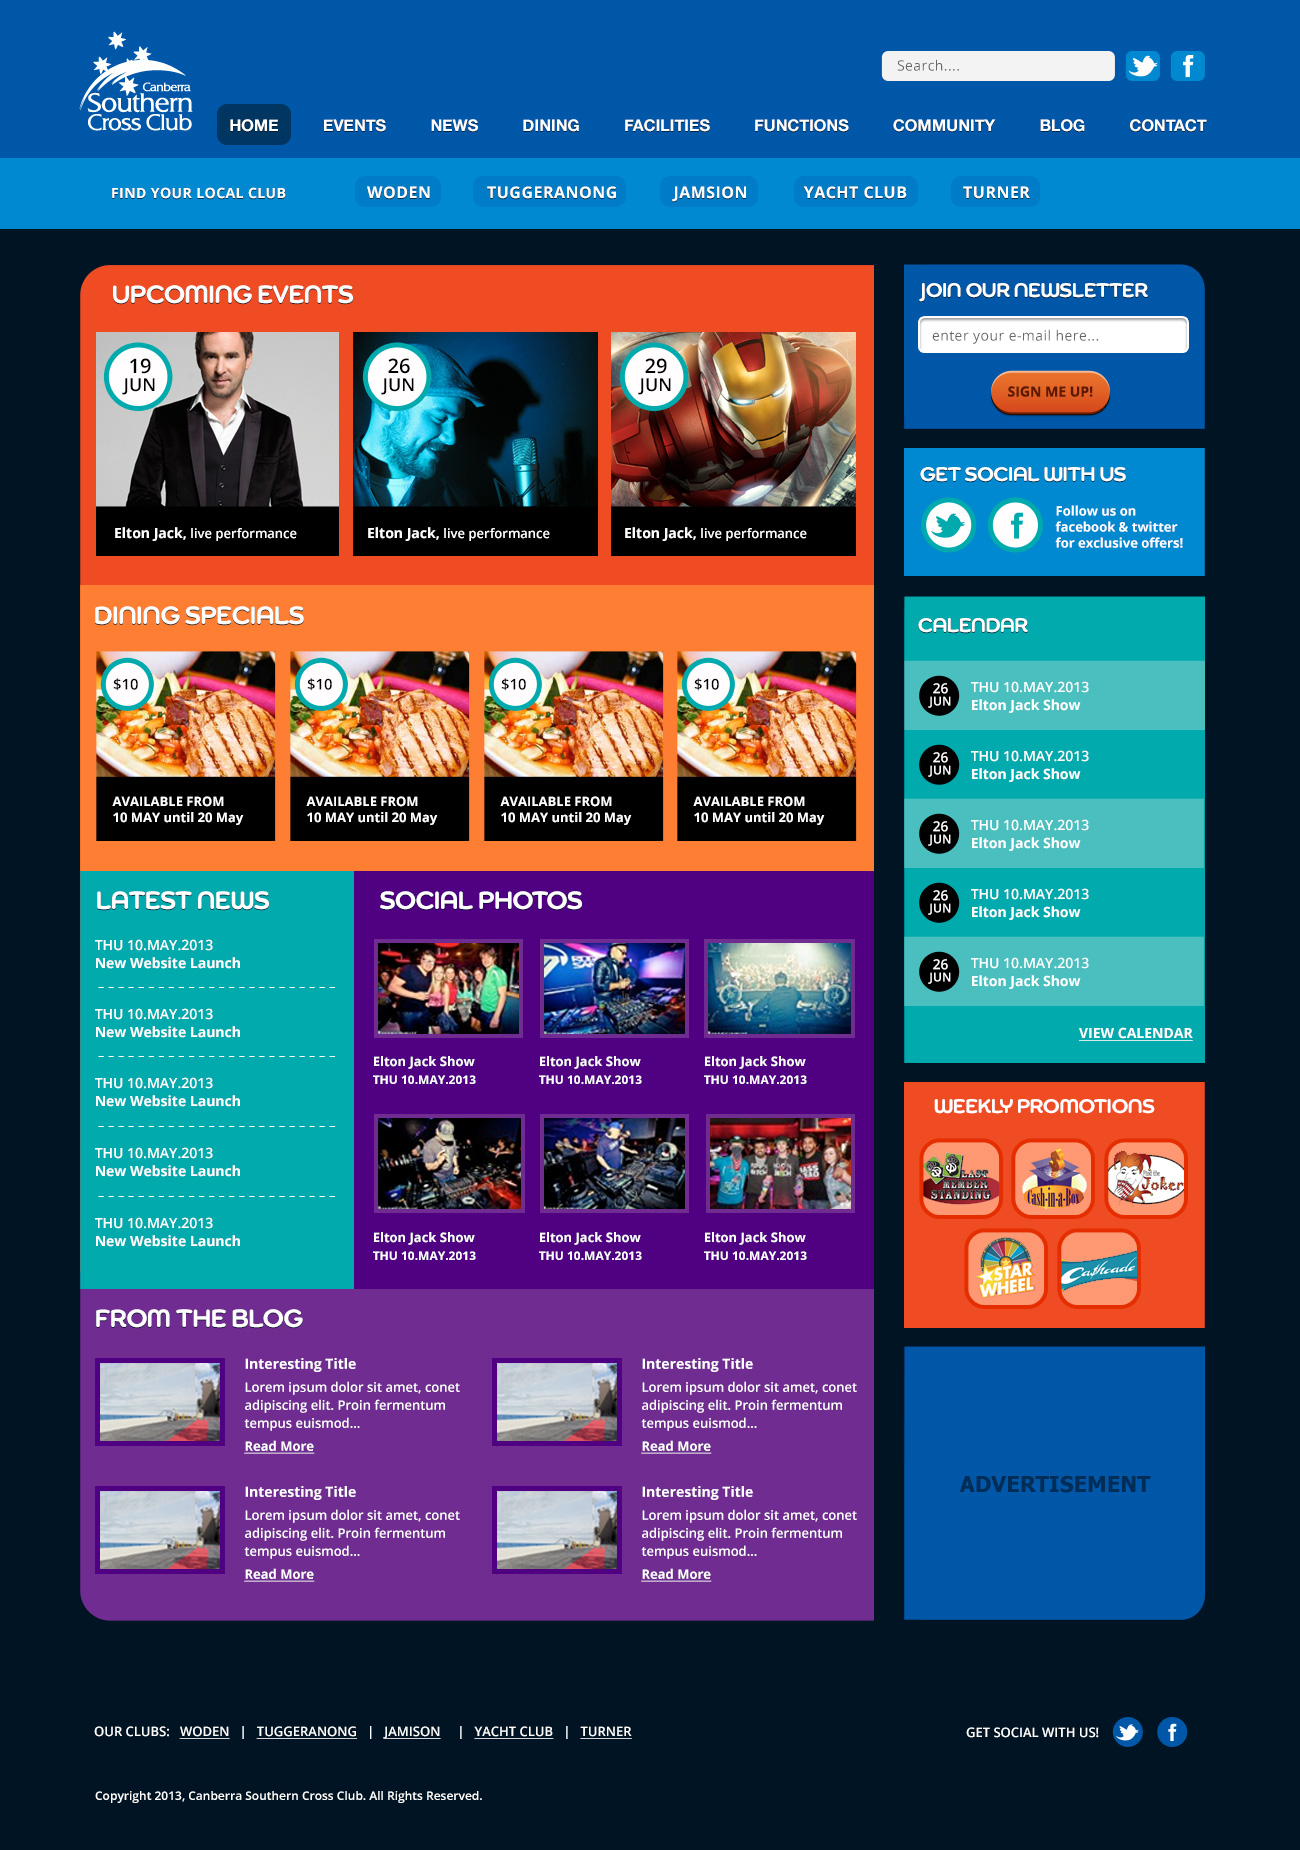 Canberra
Southern
Cross Club
Search....
HOME EVENTS NEWS DINING FACILITIES FUNCTIONS COMMUNITY BLOG CONTACT
FIND YOUR LOCAL CLUB WODEN TUGGERANONG JAMSION YACHT CLUB TURNER
UPCOMING EVENTS
19
JUN
26
JUN
29
JUN
Elton Jack, live performance
Elton Jack, live performance
Elton Jack, live performance
DINING SPECIALS
$10
$10
$10
$10
AVAILABLE FROM
10 MAY until 20 May
AVAILABLE FROM
10 MAY until 20 May
AVAILABLE FROM
10 MAY until 20 May
AVAILABLE FROM
10 MAY until 20 May
LATEST NEWS
THU 10.MAY.2013
New Website Launch
THU 10.MAY.2013
New Website Launch
THU 10.MAY.2013
New Website Launch
THU 10.MAY.2013
New Website Launch
THU 10.MAY.2013
New Website Launch
SOCIAL PHOTOS
Elton Jack Show
THU 10.MAY.2013
Elton Jack Show
THU 10.MAY.2013
Elton Jack Show
THU 10.MAY.2013
Elton Jack Show
THU 10.MAY.2013
Elton Jack Show
THU 10.MAY.2013
Elton Jack Show
THU 10.MAY.2013
FROM THE BLOG
Interesting Title
Lorem ipsum dolor sit amet, conet
adipiscing elit. Proin fermentum
tempus euismod...
Read More
Interesting Title
Lorem ipsum dolor sit amet, conet
adipiscing elit. Proin fermentum
tempus euismod...
Read More
Interesting Title
Lorem ipsum dolor sit amet, conet
adipiscing elit. Proin fermentum
tempus euismod...
Read More
Interesting Title
Lorem ipsum dolor sit amet, conet
adipiscing elit. Proin fermentum
tempus euismod...
Read More
JOIN OUR NEWSLETTER
enter your e-mail here...
SIGN ME UP!
GET SOCIAL WITH US
Follow us on
facebook & twitter
for exclusive offers!
CALENDAR
26
JUN
THU 10.MAY.2013
Elton Jack Show
26
JUN
THU 10.MAY.2013
Elton Jack Show
26
JUN
THU 10.MAY.2013
Elton Jack Show
26
JUN
THU 10.MAY.2013
Elton Jack Show
26
JUN
THU 10.MAY.2013
Elton Jack Show
VIEW CALENDAR
WEEKLY PROMOTIONS
LAST
MEMBER
STANDING
Cash-in-a-Box
Find the
Joker
STAR
WHEEL
Cashcade
ADVERTISEMENT
OUR CLUBS: WODEN | TUGGERANONG | JAMISON | YACHT CLUB | TURNER
GET SOCIAL WITH US!
Copyright 2013, Canberra Southern Cross Club. All Rights Reserved.